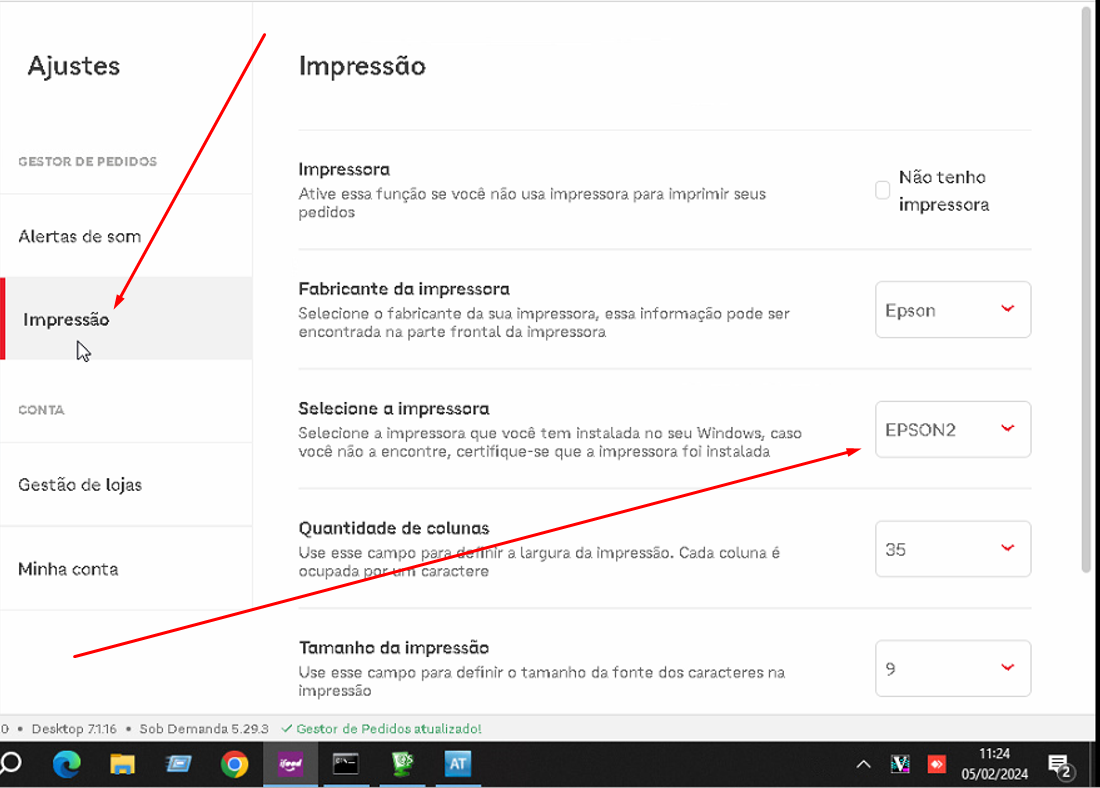 Ajustes
GESTOR DE PEDIDOS
Alertas de som
Impressão
CONTA
Gestão de lojas
Minha conta
Impressão
Impressora
Ative essa função se você não usa impressora para imprimir seus
pedidos
Não tenho
impressora
Fabricante da impressora
Selecione o fabricante da sua impressora, essa informação pode ser
encontrada na parte frontal da impressora
Epson
Selecione a impressora
Selecione a impressora que você tem instalada no seu Windows, caso
você não a encontre, certifique-se que a impressora foi instalada
EPSON2
Quantidade de colunas
Use esse campo para definir a largura da impressão. Cada coluna é
ocupada por um caractere
35
Tamanho da impressão
Use esse campo para definir o tamanho da fonte dos caracteres na
impressão
9
0 • Desktop 7.1.16 • Sob Demanda 5.29.3 ✓ Gestor de Pedidos atualizado!
ifood
AT
11:24
05/02/2024
2